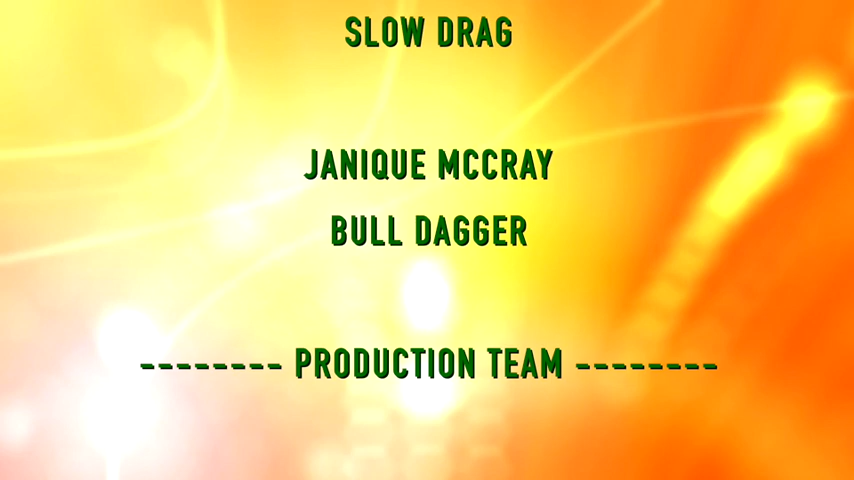 SLOW DRAG
JANIQUE MCCRAY
BULL DAGGER
-------- PRODUCTION TEAM --------